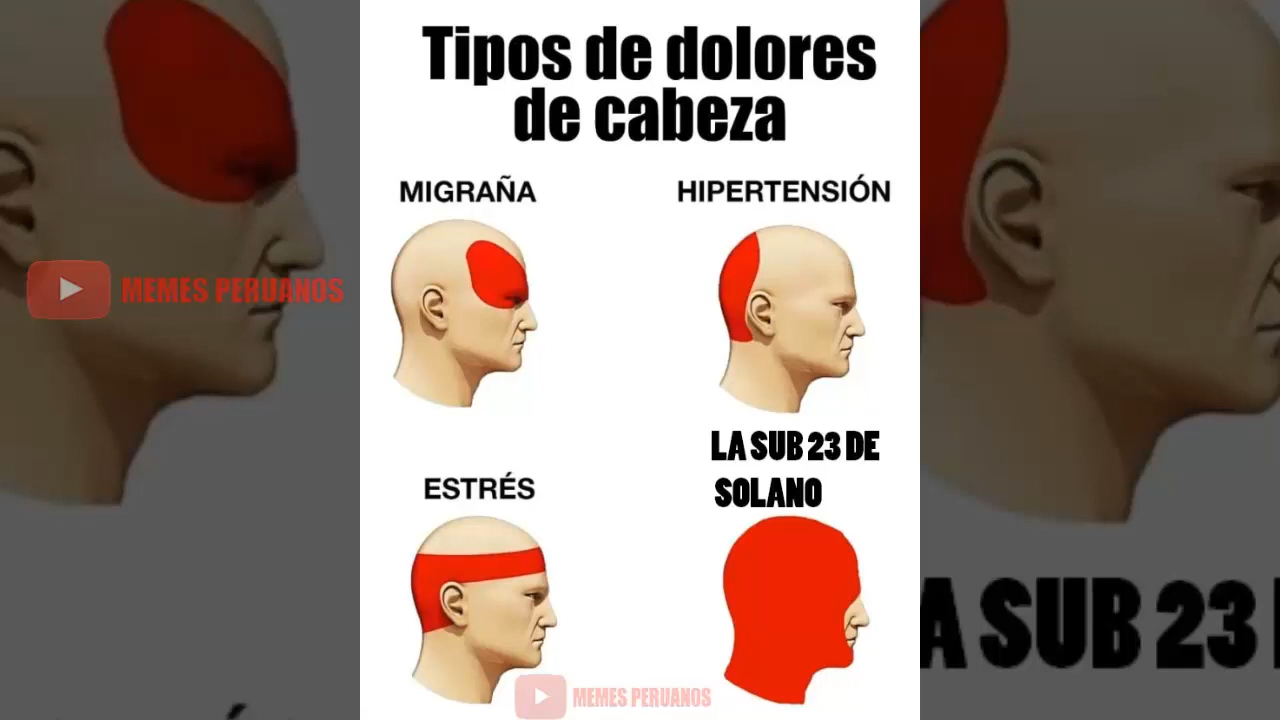 Tipos de dolores
de cabeza
MIGRAÑA
HIPERTENSIÓN
MEMES PERUANOS
LA SUB 23 DE
SOLANO
ESTRÉS
A SUB 23
MEMES PERUANOS